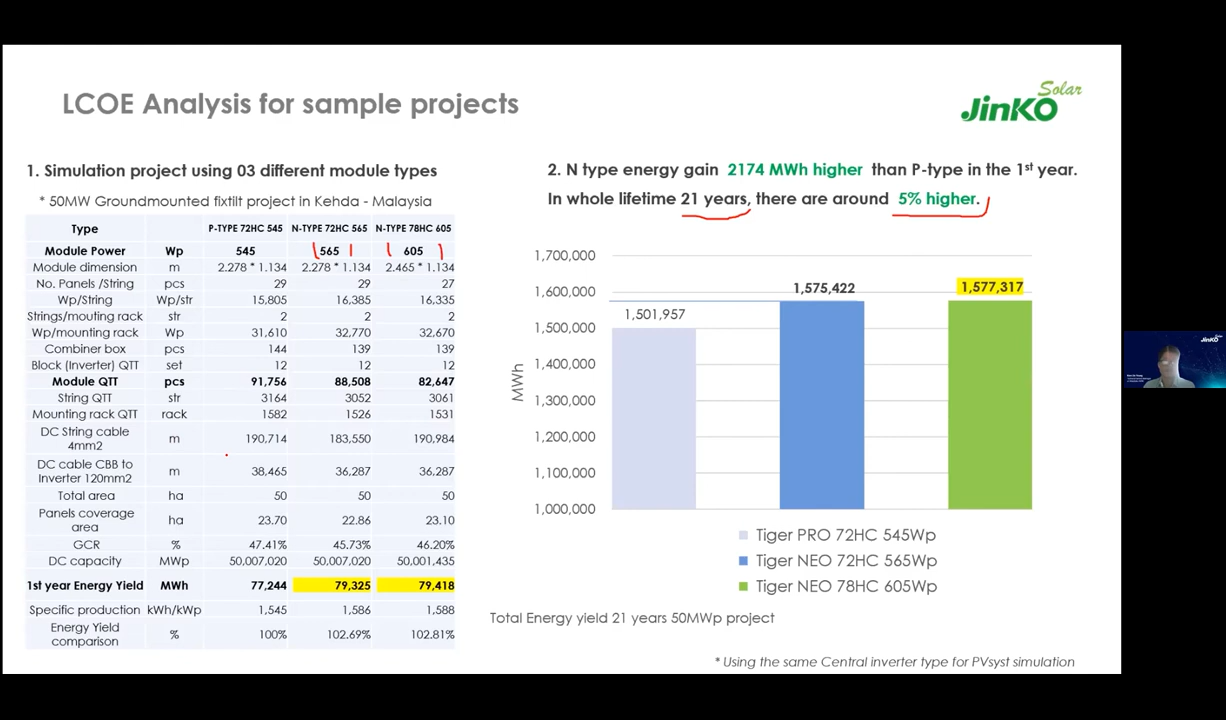 LCOE Analysis for sample projects
Solar
JinKO
1. Simulation project using 03 different module types
* 50MW Groundmounted fixtilt project in Kehda - Malaysia
Type P-TYPE 72HC 545 N-TYPE 72HC 565 N-TYPE 78HC 605
Module Power Wp 545 565 605
Module dimension m 2.278 * 1.134 2.278 * 1.134 2.465 * 1.134
No. Panels /String pcs 29 29 27
Wp/String Wp/str 15,805 16,385 16,335
Strings/mouting rack str 2 2 2
Wp/mounting rack Wp 31,610 32,770 32,670
Combiner box pcs 144 139 139
Block (Inverter) QTT set 12 12 12
Module QTT pcs 91,756 88,508 82,647
String QTT str 3164 3052 3061
Mounting rack QTT rack 1582 1526 1531
DC String cable 4mm2 m 190,714 183,550 190,984
DC cable CBB to Inverter 120mm2 m 38,465 36,287 36,287
Total area ha 50 50 50
Panels coverage area ha 23.70 22.86 23.10
GCR % 47.41% 45.73% 46.20%
DC capacity MWp 50,007,020 50,007,020 50,001,435
1st year Energy Yield MWh 77,244 79,325 79,418
Specific production kWh/kWp 1,545 1,586 1,588
Energy Yield comparison % 100% 102.69% 102.81%
2. N type energy gain 2174 MWh higher than P-type in the 1st year.
In whole lifetime 21 years, there are around 5% higher.
MWh
1,700,000
1,600,000
1,500,000
1,400,000
1,300,000
1,200,000
1,100,000
1,000,000
1,501,957
1,575,422
1,577,317
Tiger PRO 72HC 545Wp
Tiger NEO 72HC 565Wp
Tiger NEO 78HC 605Wp
Total Energy yield 21 years 50MWp project
* Using the same Central inverter type for PVsyst simulation
JinKO